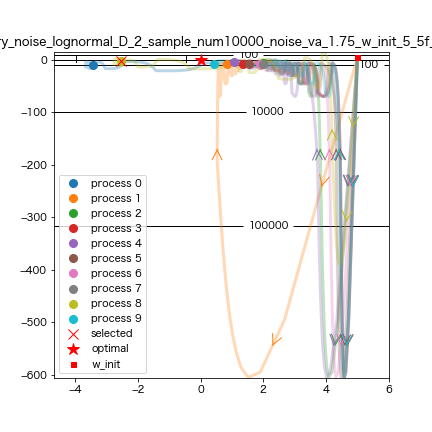 ry_noise_lognormal_D_2_sample_num10000_noise_va_1.75_w_init_5_5f_
0
−100
−200
−300
−400
−500
−600
−4
−2
0
2
4
6
100
100
10000
100000
process 0
process 1
process 2
process 3
process 4
process 5
process 6
process 7
process 8
process 9
selected
optimal
w_init